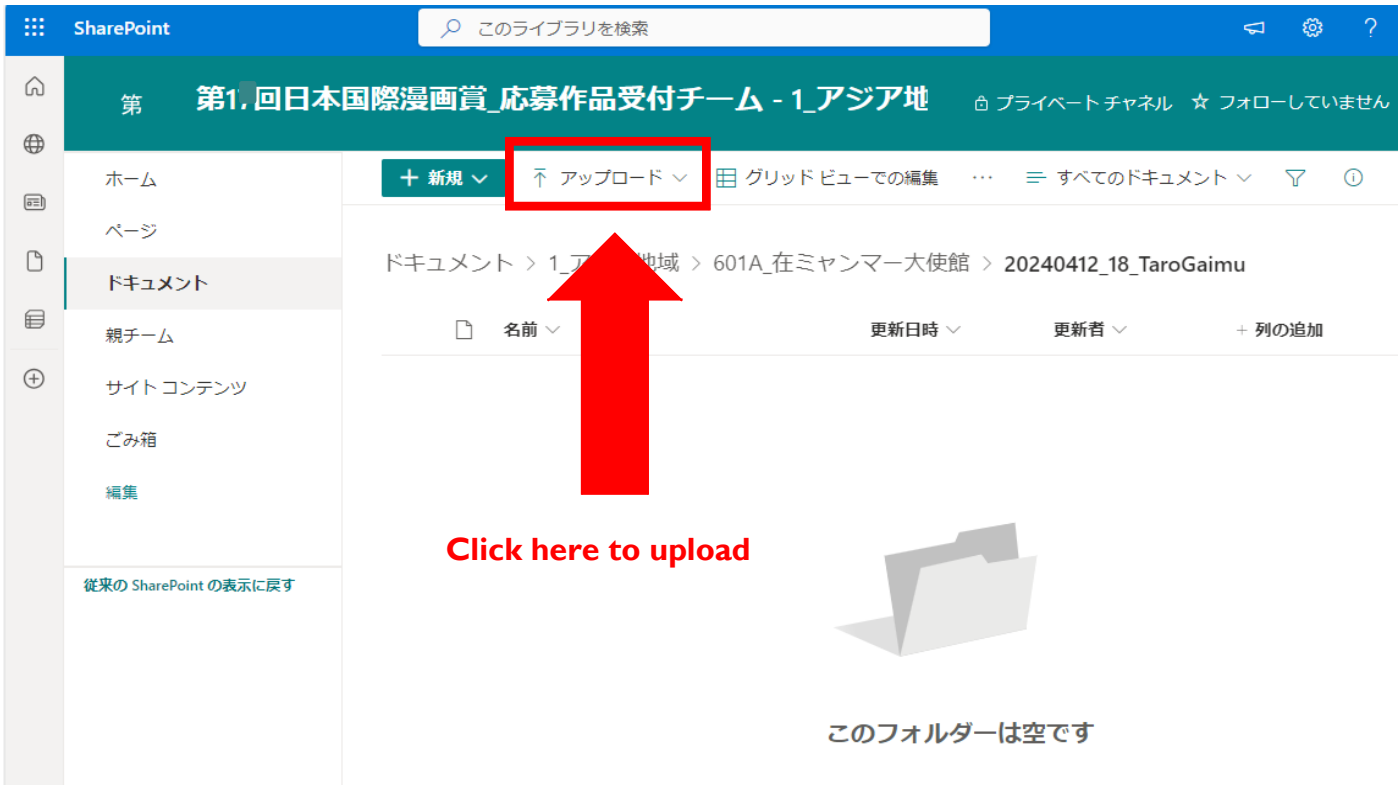 SharePoint
このライブラリを検索
?
第
第17回日本国際漫画賞_応募作品受付チーム - 1_アジア地
プライベート チャネル
フォローしていません
ホーム
ページ
ドキュメント
親チーム
サイト コンテンツ
ごみ箱
編集
従来の SharePoint の表示に戻す
+ 新規
アップロード
グリッド ビューでの編集
···
すべてのドキュメント
ドキュメント > 1_ア 地域 > 601A_在ミャンマー大使館 > 20240412_18_TaroGaimu
名前
更新日時
更新者
+ 列の追加
Click here to upload
このフォルダーは空です